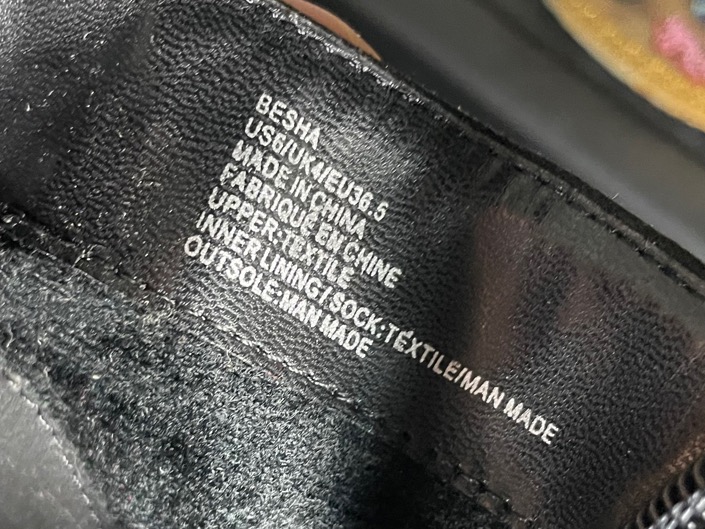 BESHA
US6/UK4/EU36.5
MADE IN CHINA
FABRIQUE EN CHINE
UPPER:TEXTILE
INNER LINING/ SOCK:TEXTILE/MAN MADE
OUTSOLE:MAN MADE